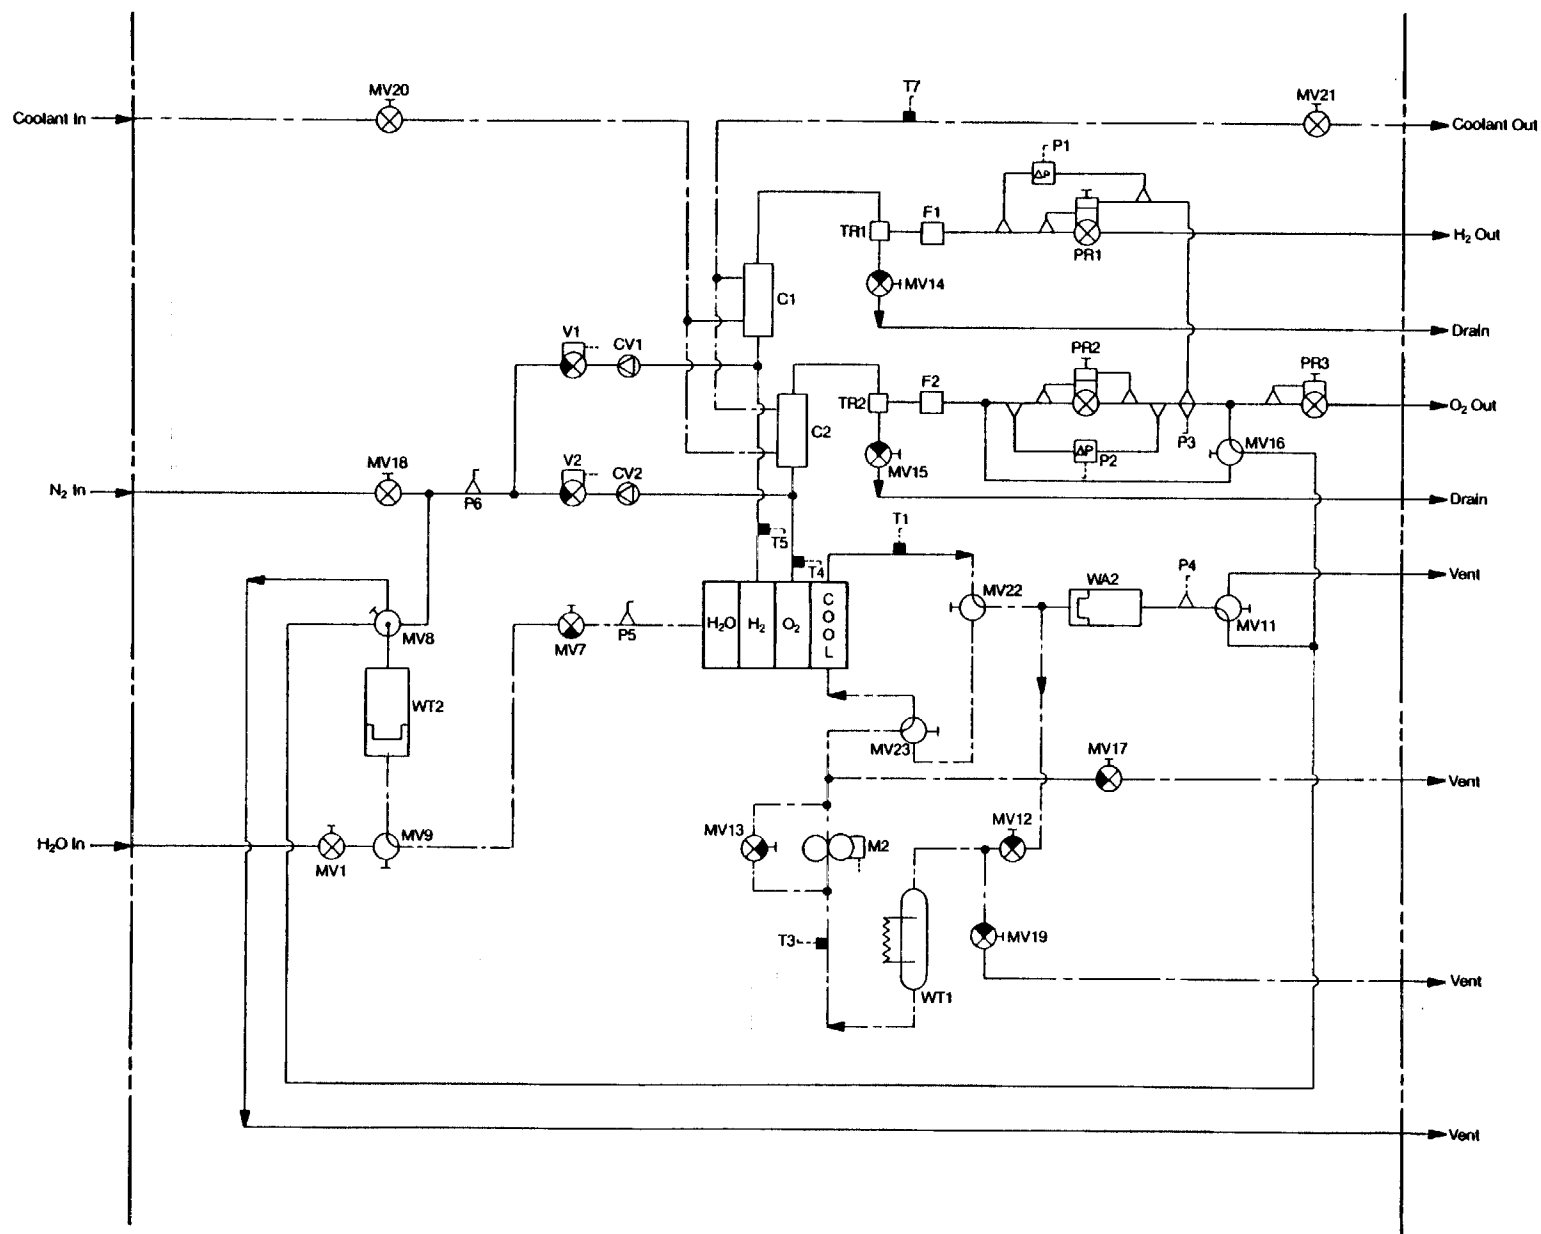 T7
MV20
MV21
Coolant In
Coolant Out
P1
ΔP
F1
TR1
H₂ Out
PR1
MV14
C1
V1
CV1
Drain
PR2
PR3
F2
TR2
O₂ Out
C2
MV16
P3
ΔP
P2
MV18
V2
CV2
MV15
N₂ In
P6
Drain
T1
T5
T4
WA2
P4
Vent
MV22
H₂O
H₂
O₂
COOL
MV8
P5
MV7
MV11
WT2
MV23
MV17
Vent
MV13
MV12
M2
MV9
H₂O In
MV1
T3
MV19
WT1
Vent
Vent